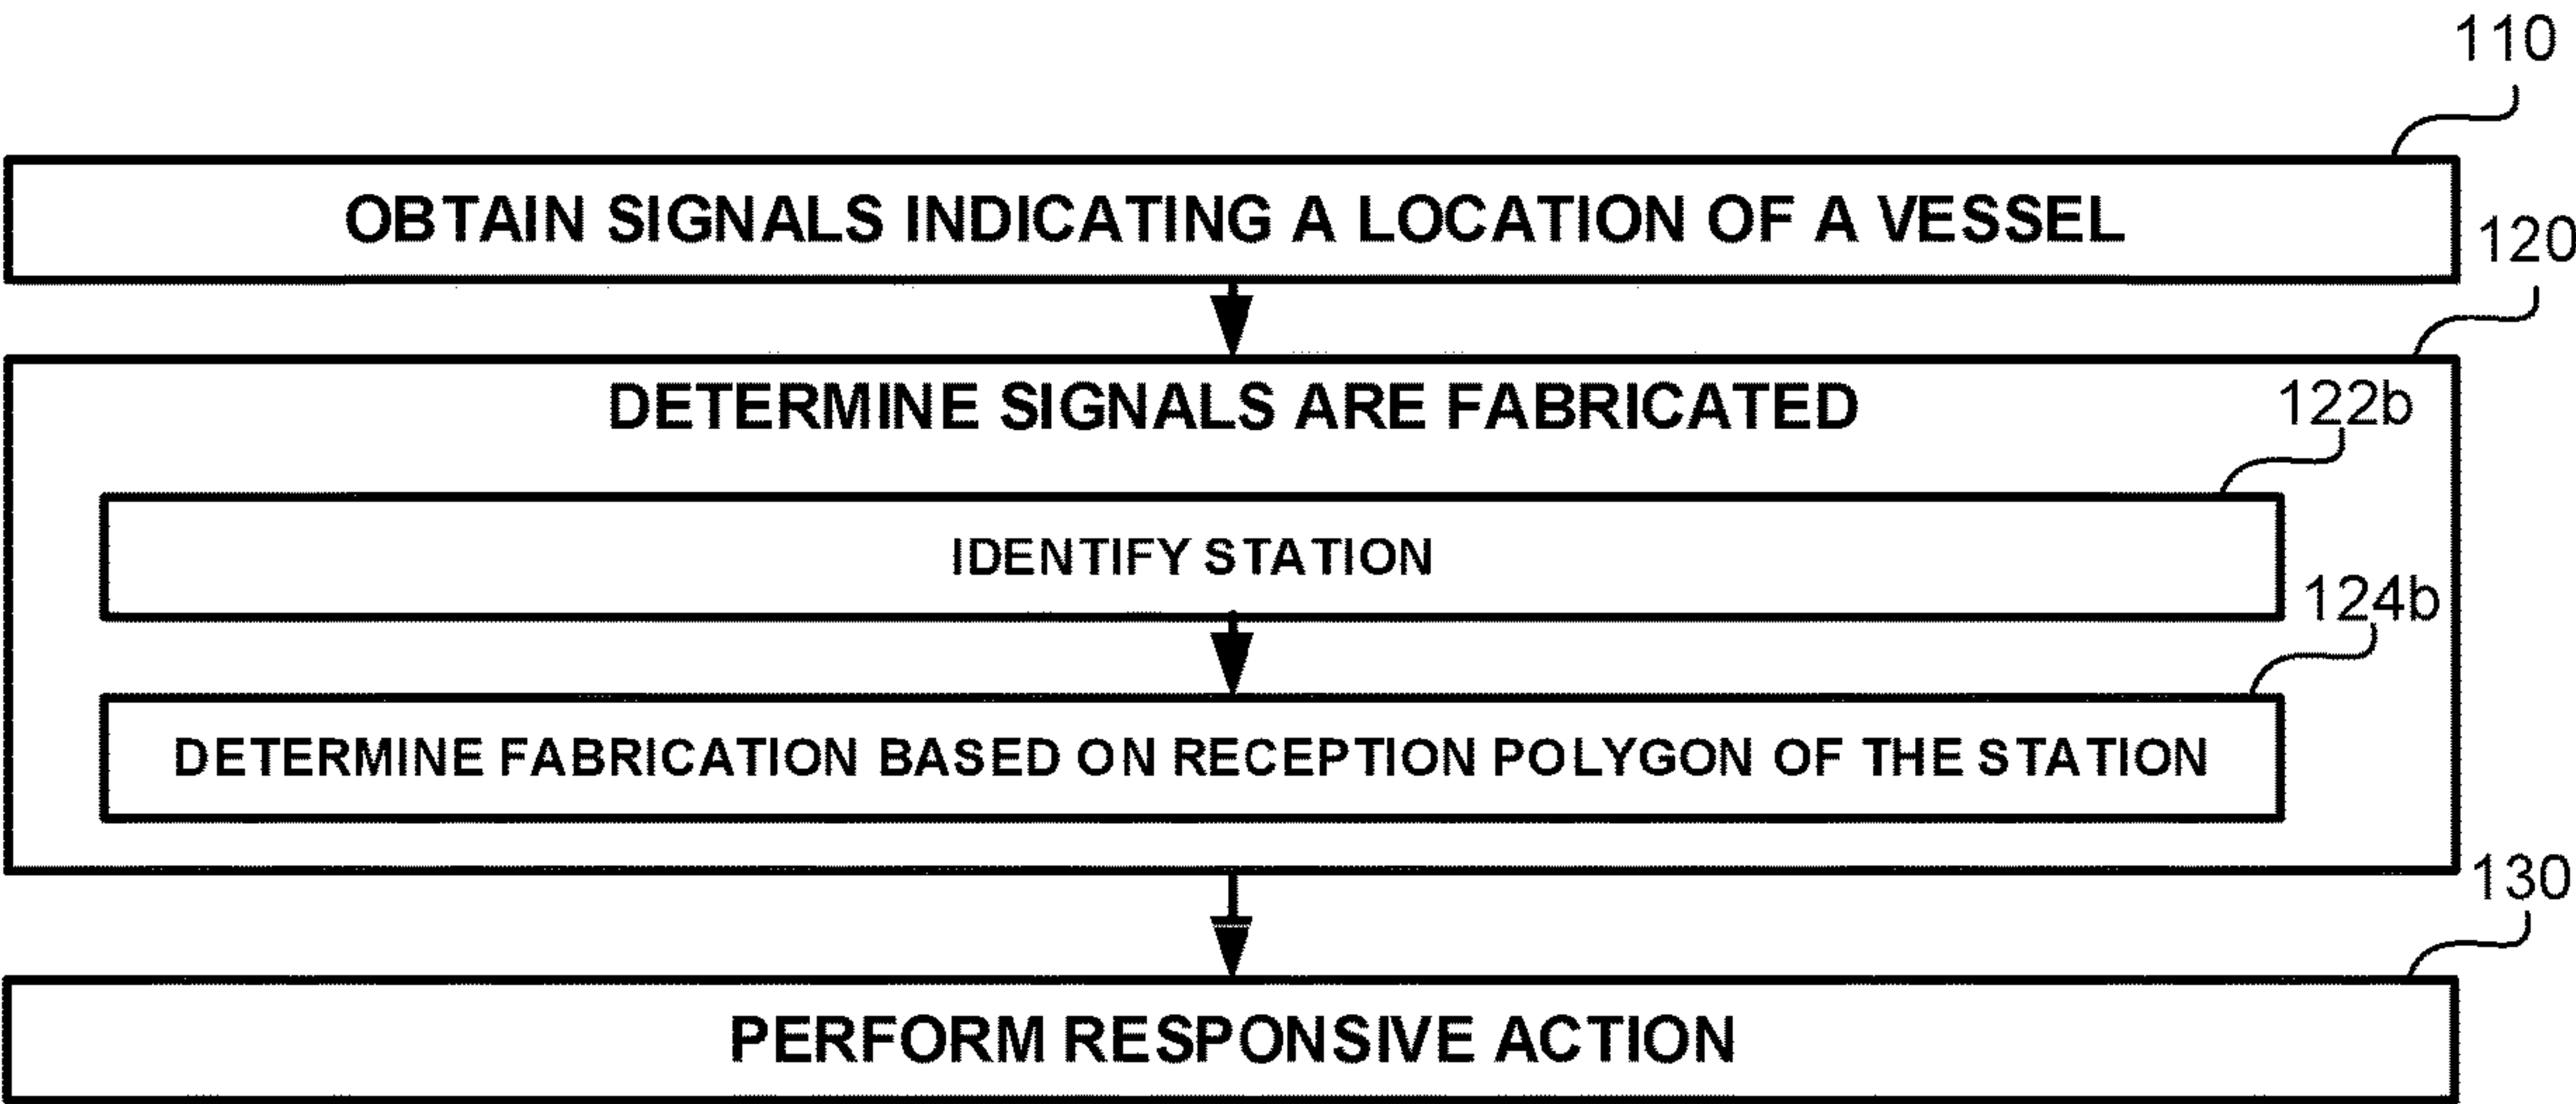 110
OBTAIN SIGNALS INDICATING A LOCATION OF A VESSEL
120
DETERMINE SIGNALS ARE FABRICATED
122b
IDENTIFY STATION
124b
DETERMINE FABRICATION BASED ON RECEPTION POLYGON OF THE STATION
130
PERFORM RESPONSIVE ACTION